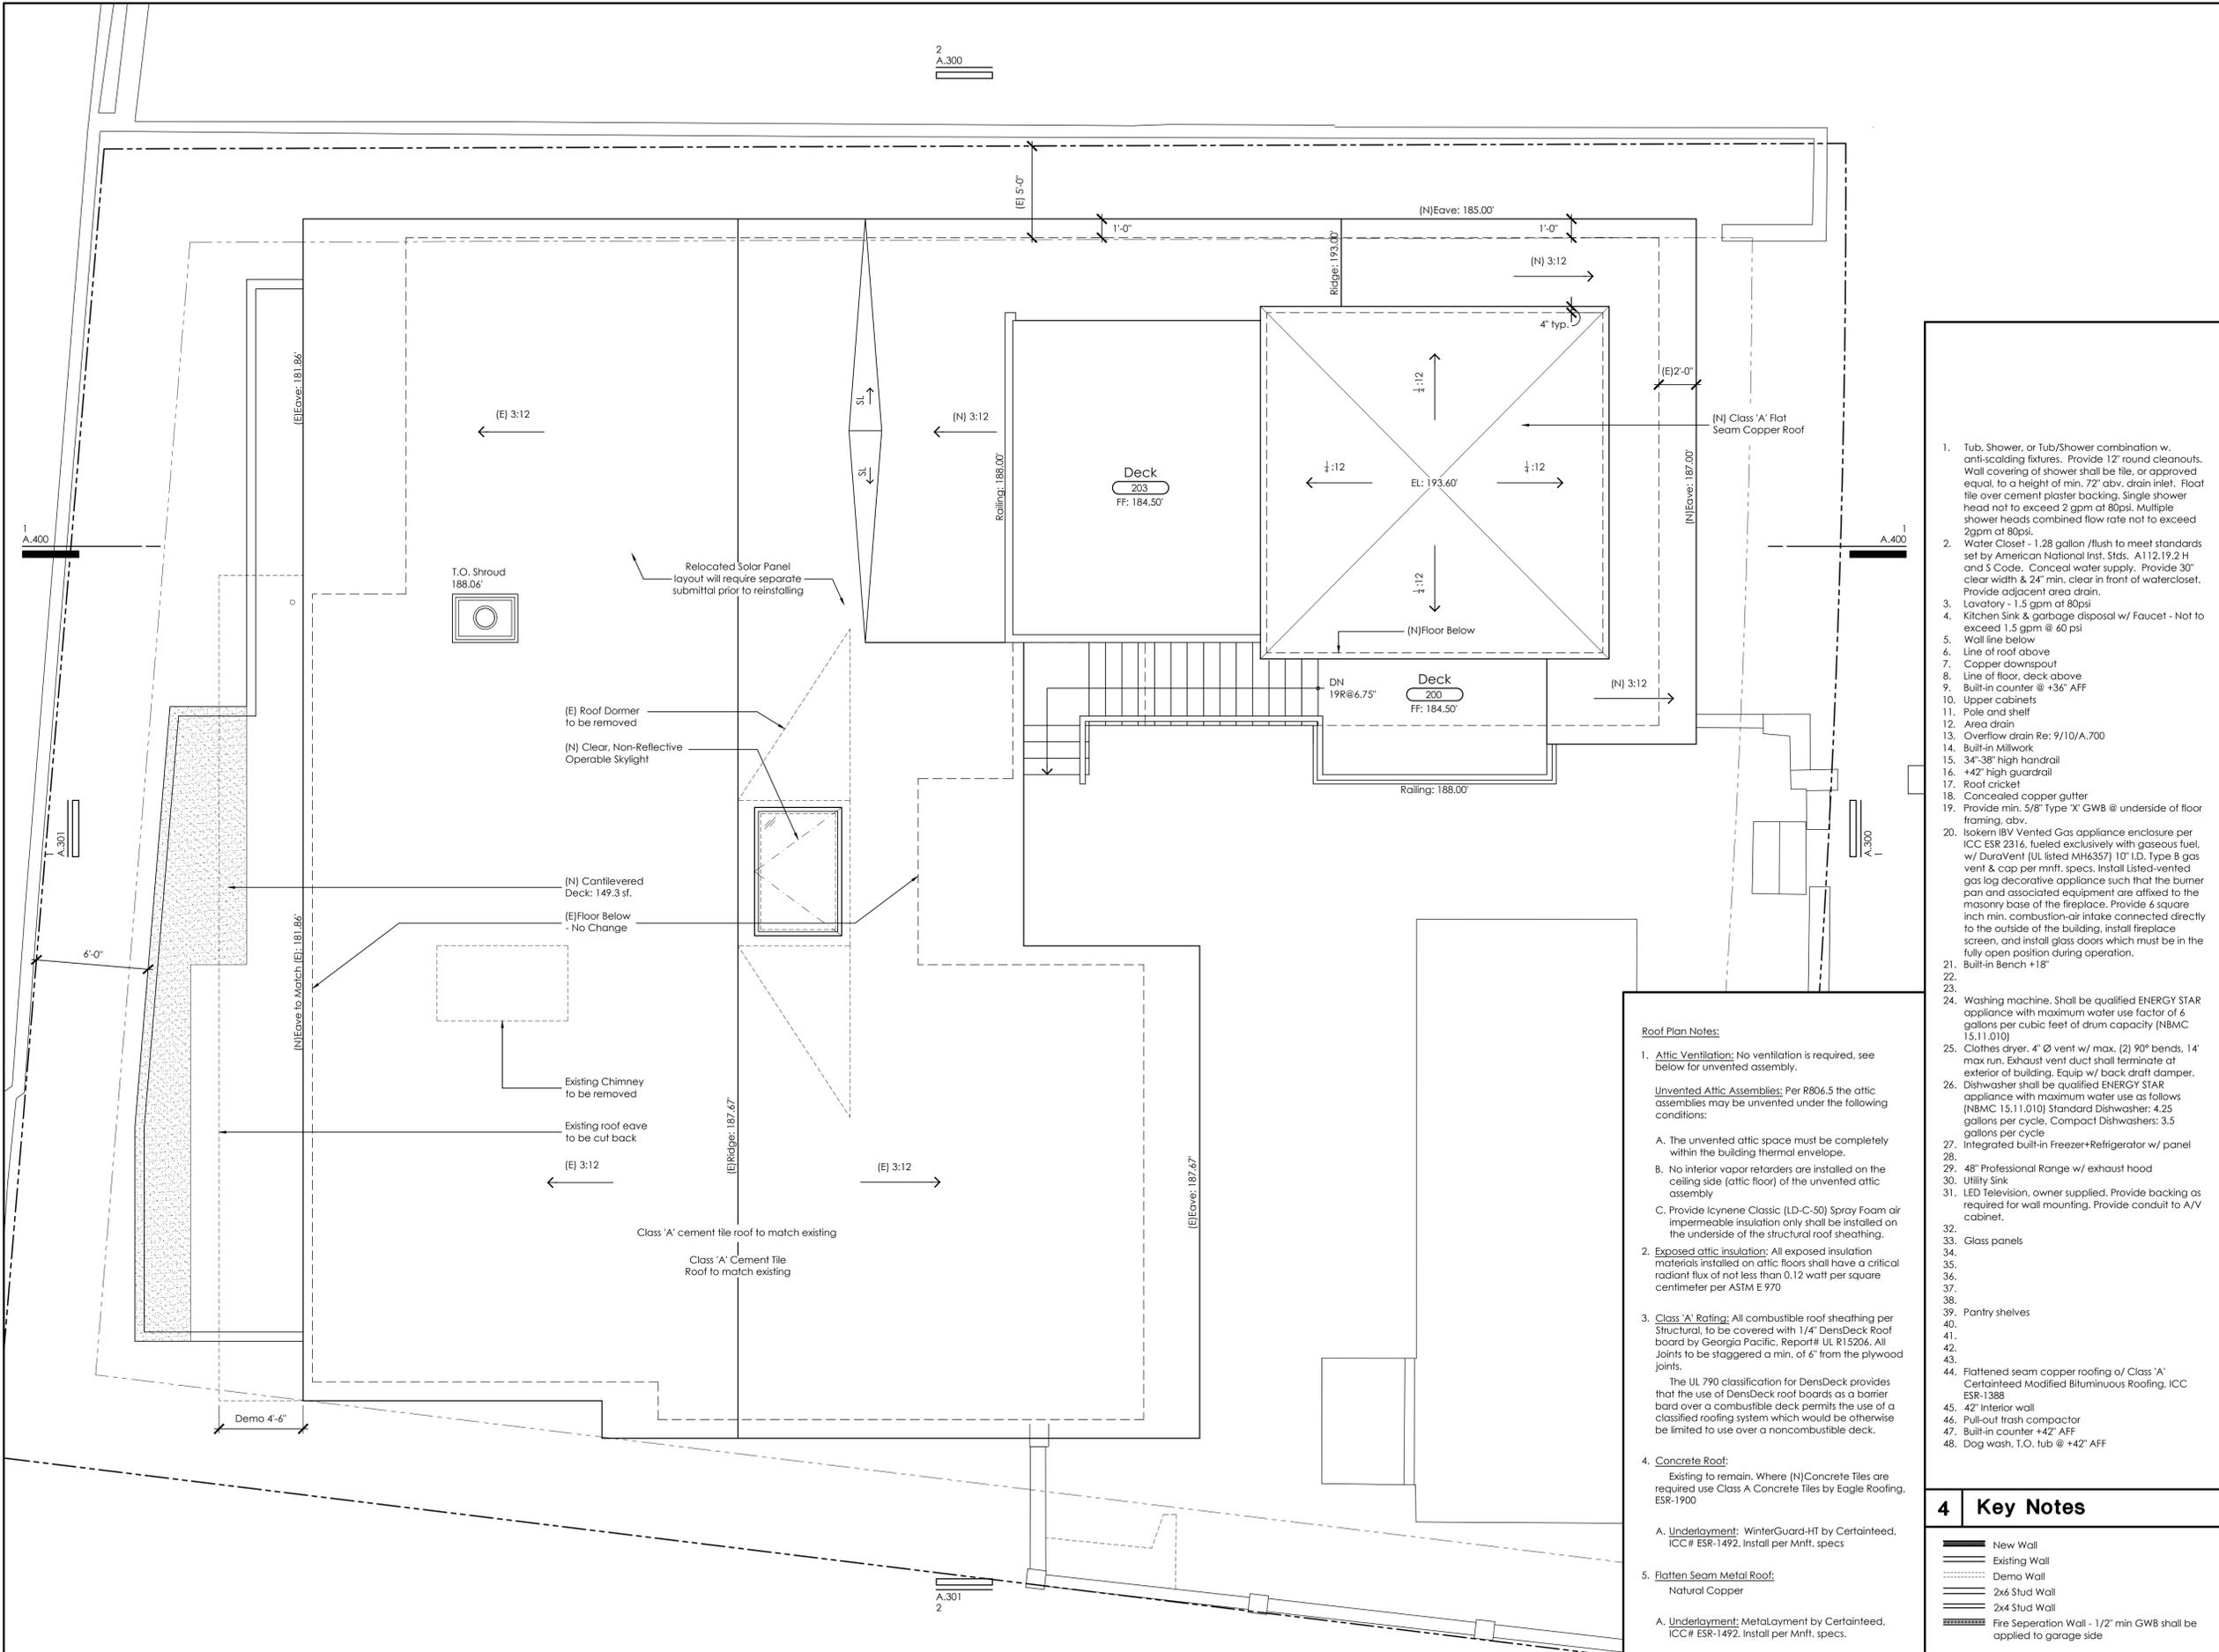 2
A.300
(E) 5'-0"
(N)Eave: 185.00'
1'-0"
1'-0"
Ridge: 193.00'
(N) 3:12
4" typ.
(E)Eave: 181.86'
(E) 3:12
SL
SL
(N) 3:12
Railing: 188.00'
Deck
203
FF: 184.50'
1/4 :12
1/4 :12
1/4 :12
1/4 :12
EL: 193.60'
(E)2'-0"
(N) Class 'A' Flat
Seam Copper Roof
(N)Eave: 187.00'
1
A.400
1
A.400
T.O. Shroud
188.06'
Relocated Solar Panel
layout will require separate
submittal prior to reinstalling
(N)Floor Below
DN
19R@6.75"
Deck
200
FF: 184.50'
(N) 3:12
(E) Roof Dormer
to be removed
(N) Clear, Non-Reflective
Operable Skylight
Railing: 188.00'
A.301
1
A.300
1
(N) Cantilevered
Deck: 149.3 sf.
(E)Floor Below
- No Change
6'-0"
(N)Eave to Match (E): 181.86'
Existing Chimney
to be removed
Existing roof eave
to be cut back
(E)Ridge: 187.67'
(E) 3:12
(E) 3:12
(E)Eave: 187.67'
Class 'A' cement tile roof to match existing
Class 'A' Cement Tile
Roof to match existing
Demo 4'-6"
A.301
2
Roof Plan Notes:
1. Attic Ventilation: No ventilation is required, see
below for unvented assembly.
Unvented Attic Assemblies: Per R806.5 the attic
assemblies may be unvented under the following
conditions:
A. The unvented attic space must be completely
within the building thermal envelope.
B. No interior vapor retarders are installed on the
ceiling side (attic floor) of the unvented attic
assembly
C. Provide Icynene Classic (LD-C-50) Spray Foam air
impermeable insulation only shall be installed on
the underside of the structural roof sheathing.
2. Exposed attic insulation: All exposed insulation
materials installed on attic floors shall have a critical
radiant flux of not less than 0.12 watt per square
centimeter per ASTM E 970
3. Class 'A' Rating: All combustible roof sheathing per
Structural, to be covered with 1/4" DensDeck Roof
board by Georgia Pacific, Report# UL R15206. All
Joints to be staggered a min. of 6" from the plywood
joints.
The UL 790 classification for DensDeck provides
that the use of DensDeck roof boards as a barrier
bard over a combustible deck permits the use of a
classified roofing system which would be otherwise
be limited to use over a noncombustible deck.
4. Concrete Roof:
Existing to remain. Where (N)Concrete Tiles are
required use Class A Concrete Tiles by Eagle Roofing,
ESR-1900
A. Underlayment: WinterGuard-HT by Certainteed,
ICC# ESR-1492. Install per Mnft. specs
5. Flatten Seam Metal Roof:
Natural Copper
A. Underlayment: MetaLayment by Certainteed,
ICC# ESR-1492. Install per Mnft. specs.
1. Tub, Shower, or Tub/Shower combination w.
anti-scalding fixtures. Provide 12" round cleanouts.
Wall covering of shower shall be tile, or approved
equal, to a height of min. 72" abv. drain inlet. Float
tile over cement plaster backing. Single shower
head not to exceed 2 gpm at 80psi. Multiple
shower heads combined flow rate not to exceed
2gpm at 80psi.
2. Water Closet - 1.28 gallon /flush to meet standards
set by American National Inst. Stds. A112.19.2 H
and S Code. Conceal water supply. Provide 30"
clear width & 24" min. clear in front of watercloset.
Provide adjacent area drain.
3. Lavatory - 1.5 gpm at 80psi
4. Kitchen Sink & garbage disposal w/ Faucet - Not to
exceed 1.5 gpm @ 60 psi
5. Wall line below
6. Line of roof above
7. Copper downspout
8. Line of floor, deck above
9. Built-in counter @ +36" AFF
10. Upper cabinets
11. Pole and shelf
12. Area drain
13. Overflow drain Re: 9/10/A.700
14. Built-in Millwork
15. 34"-38" high handrail
16. +42" high guardrail
17. Roof cricket
18. Concealed copper gutter
19. Provide min. 5/8" Type 'X' GWB @ underside of floor
framing, abv.
20. Isokern IBV Vented Gas appliance enclosure per
ICC ESR 2316, fueled exclusively with gaseous fuel,
w/ DuraVent (UL listed MH6357) 10" I.D. Type B gas
vent & cap per mnft. specs. Install Listed-vented
gas log decorative appliance such that the burner
pan and associated equipment are affixed to the
masonry base of the fireplace. Provide 6 square
inch min. combustion-air intake connected directly
to the outside of the building, install fireplace
screen, and install glass doors which must be in the
fully open position during operation.
21. Built-in Bench +18"
22.
23.
24. Washing machine. Shall be qualified ENERGY STAR
appliance with maximum water use factor of 6
gallons per cubic feet of drum capacity (NBMC
15.11.010)
25. Clothes dryer. 4" Ø vent w/ max. (2) 90° bends, 14'
max run. Exhaust vent duct shall terminate at
exterior of building. Equip w/ back draft damper.
26. Dishwasher shall be qualified ENERGY STAR
appliance with maximum water use as follows
(NBMC 15.11.010) Standard Dishwasher: 4.25
gallons per cycle, Compact Dishwashers: 3.5
gallons per cycle
27. Integrated built-in Freezer+Refrigerator w/ panel
28.
29. 48" Professional Range w/ exhaust hood
30. Utility Sink
31. LED Television, owner supplied. Provide backing as
required for wall mounting. Provide conduit to A/V
cabinet.
32.
33. Glass panels
34.
35.
36.
37.
38.
39. Pantry shelves
40.
41.
42.
43.
44. Flattened seam copper roofing o/ Class 'A'
Certainteed Modified Bituminuous Roofing, ICC
ESR-1388
45. 42" Interior wall
46. Pull-out trash compactor
47. Built-in counter +42" AFF
48. Dog wash, T.O. tub @ +42" AFF
4 Key Notes
New Wall
Existing Wall
Demo Wall
2x6 Stud Wall
2x4 Stud Wall
Fire Seperation Wall - 1/2" min GWB shall be
applied to garage side